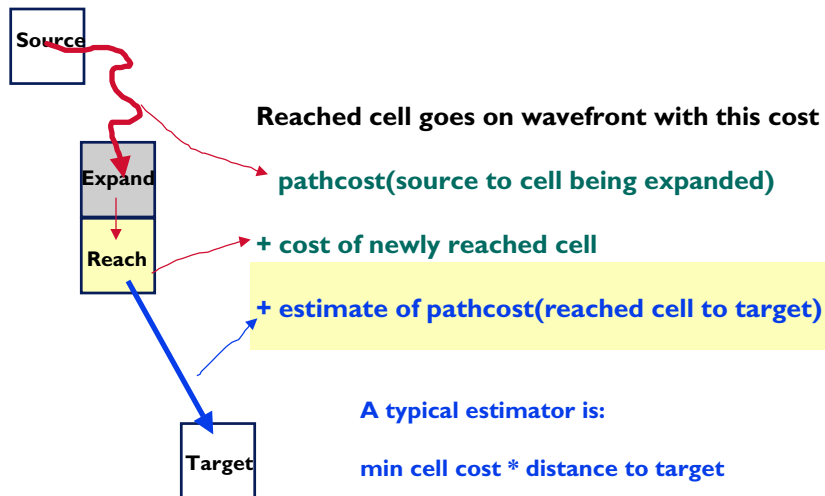 Source
Reached cell goes on wavefront with this cost
Expand
pathcost(source to cell being expanded)
Reach
+ cost of newly reached cell
+ estimate of pathcost(reached cell to target)
A typical estimator is:
Target
min cell cost * distance to target